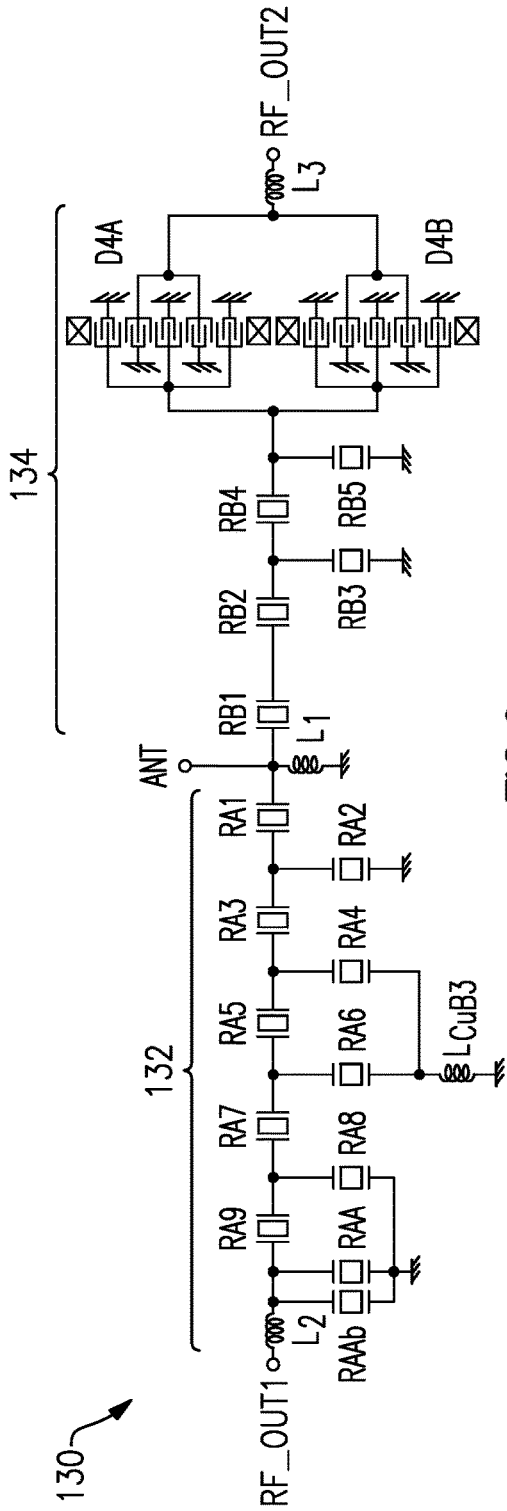 130
132
134
RF_OUT1
L2
RAAb
RAA
RA9
RA8
RA7
RA6
LCuB3
RA5
RA4
RA3
RA2
RA1
ANT
L1
RB1
RB2
RB3
RB4
RB5
D4A
D4B
L3
RF_OUT2